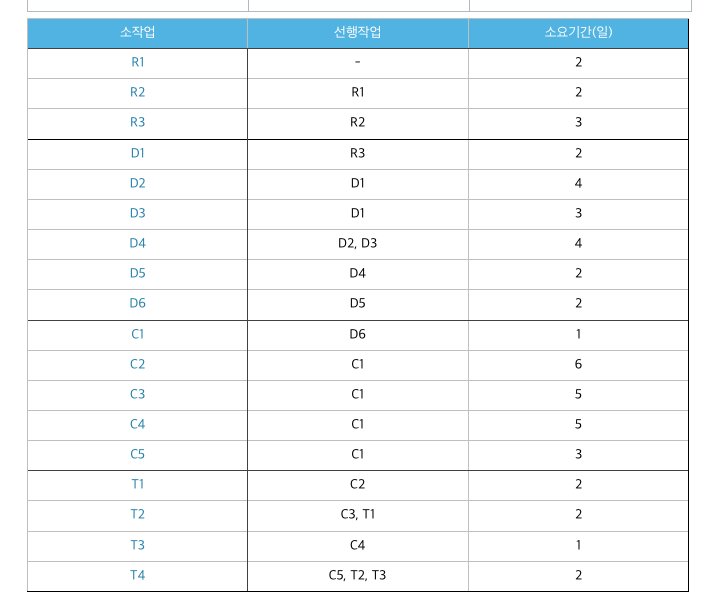 소작업 선행작업 소요기간(일)
R1 - 2
R2 R1 2
R3 R2 3
D1 R3 2
D2 D1 4
D3 D1 3
D4 D2, D3 4
D5 D4 2
D6 D5 2
C1 D6 1
C2 C1 6
C3 C1 5
C4 C1 5
C5 C1 3
T1 C2 2
T2 C3, T1 2
T3 C4 1
T4 C5, T2, T3 2